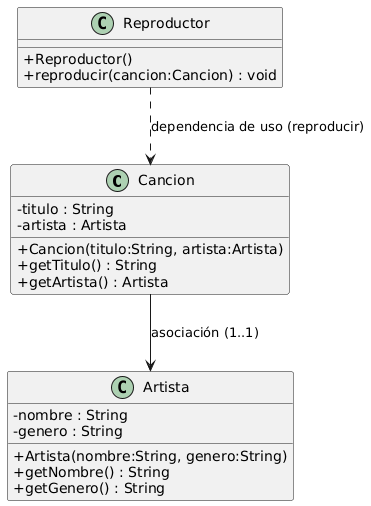 C Reproductor
+Reproductor()
+reproducir(cancion:Cancion) : void
dependencia de uso (reproducir)
C Cancion
-titulo : String
-artista : Artista
+Cancion(titulo:String, artista:Artista)
+getTitulo() : String
+getArtista() : Artista
asociación (1..1)
C Artista
-nombre : String
-genero : String
+Artista(nombre:String, genero:String)
+getNombre() : String
+getGenero() : String